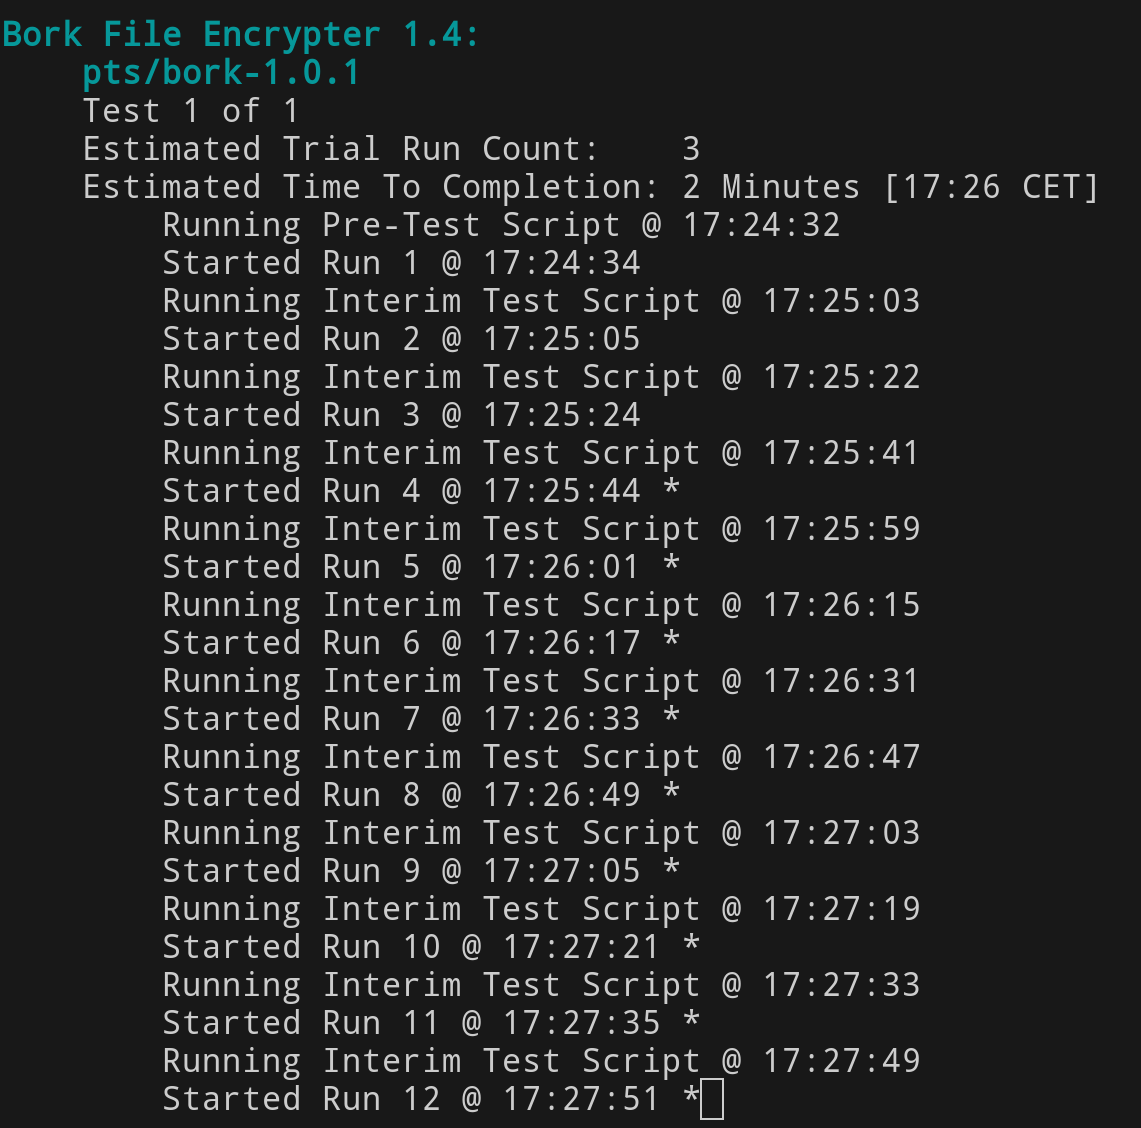 Bork File Encrypter 1.4:
pts/bork-1.0.1
Test 1 of 1
Estimated Trial Run Count:    3
Estimated Time To Completion: 2 Minutes [17:26 CET]
Running Pre-Test Script @ 17:24:32
Started Run 1 @ 17:24:34
Running Interim Test Script @ 17:25:03
Started Run 2 @ 17:25:05
Running Interim Test Script @ 17:25:22
Started Run 3 @ 17:25:24
Running Interim Test Script @ 17:25:41
Started Run 4 @ 17:25:44 *
Running Interim Test Script @ 17:25:59
Started Run 5 @ 17:26:01 *
Running Interim Test Script @ 17:26:15
Started Run 6 @ 17:26:17 *
Running Interim Test Script @ 17:26:31
Started Run 7 @ 17:26:33 *
Running Interim Test Script @ 17:26:47
Started Run 8 @ 17:26:49 *
Running Interim Test Script @ 17:27:03
Started Run 9 @ 17:27:05 *
Running Interim Test Script @ 17:27:19
Started Run 10 @ 17:27:21 *
Running Interim Test Script @ 17:27:33
Started Run 11 @ 17:27:35 *
Running Interim Test Script @ 17:27:49
Started Run 12 @ 17:27:51 *